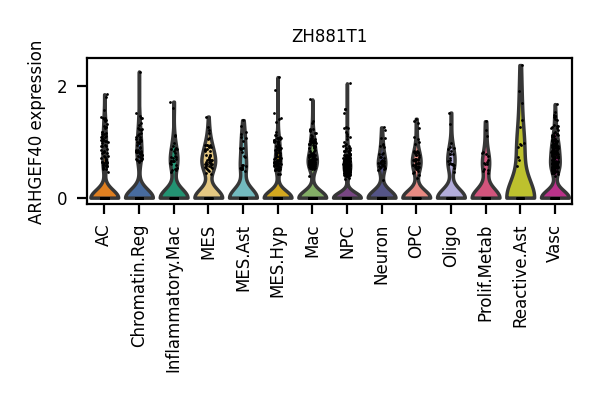 ZH881T1
ARHGEF40 expression
2
0
AC
Chromatin.Reg
Inflammatory.Mac
MES
MES.Ast
MES.Hyp
Mac
NPC
Neuron
OPC
Oligo
Prolif.Metab
Reactive.Ast
Vasc